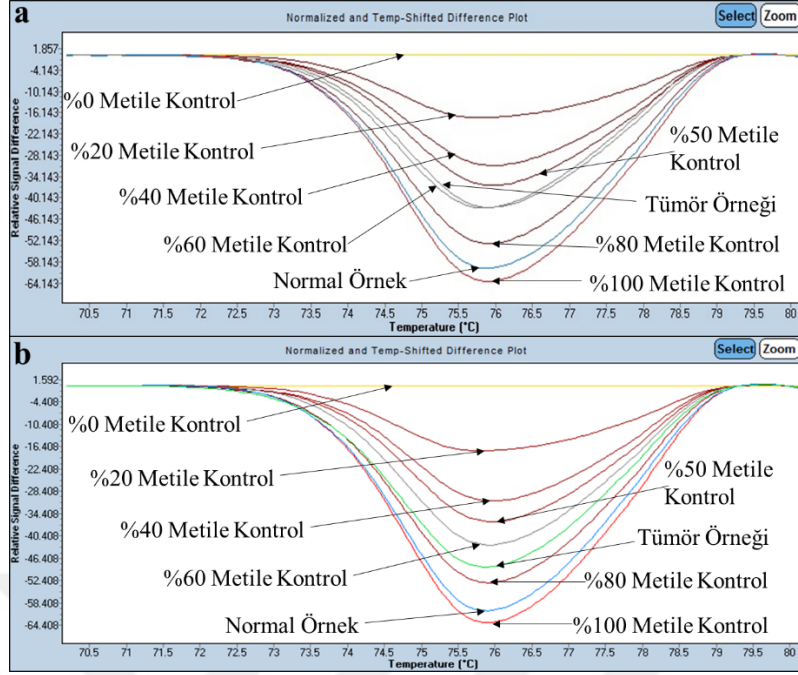 a
Normalized and Temp-Shifted Difference Plot
Select
Zoom
Relative Signal Difference
1.857
-4.143
-10.143
-16.143
-22.143
-28.143
-34.143
-40.143
-46.143
-52.143
-58.143
-64.143
%0 Metile Kontrol
%20 Metile Kontrol
%40 Metile Kontrol
%60 Metile Kontrol
Normal Örnek
%50 Metile
Kontrol
Tümör Örneği
%80 Metile Kontrol
%100 Metile Kontrol
70.5 71 71.5 72 72.5 73 73.5 74 74.5 75 75.5 76 76.5 77 77.5 78 78.5 79 79.5 80
Temperature (°C)
b
Normalized and Temp-Shifted Difference Plot
Select
Zoom
Relative Signal Difference
1.592
-4.408
-10.408
-16.408
-22.408
-28.408
-34.408
-40.408
-46.408
-52.408
-58.408
-64.408
%0 Metile Kontrol
%20 Metile Kontrol
%40 Metile Kontrol
%60 Metile Kontrol
Normal Örnek
%50 Metile
Kontrol
Tümör Örneği
%80 Metile Kontrol
%100 Metile Kontrol
70.5 71 71.5 72 72.5 73 73.5 74 74.5 75 75.5 76 76.5 77 77.5 78 78.5 79 79.5 80
Temperature (°C)